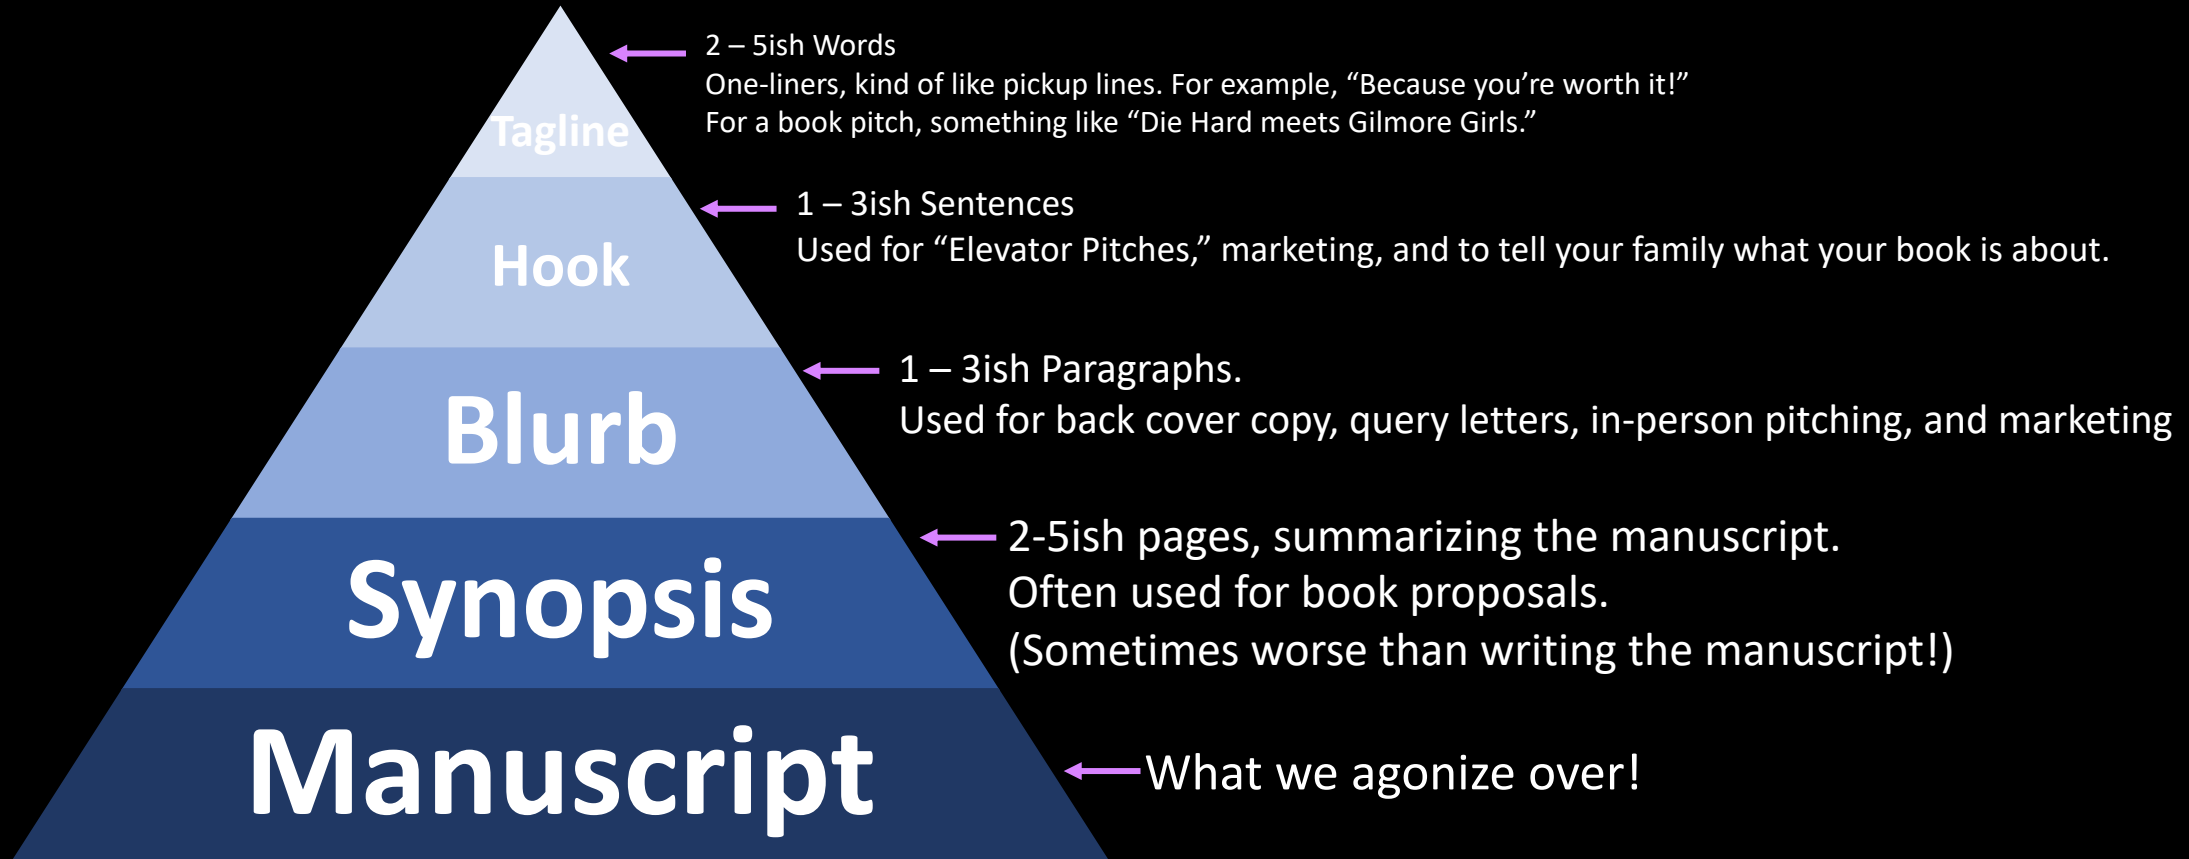 2 – 5ish Words
One-liners, kind of like pickup lines. For example, “Because you’re worth it!”
For a book pitch, something like “Die Hard meets Gilmore Girls.”
Tagline
1 – 3ish Sentences
Used for “Elevator Pitches,” marketing, and to tell your family what your book is about.
Hook
1 – 3ish Paragraphs.
Used for back cover copy, query letters, in-person pitching, and marketing
Blurb
2-5ish pages, summarizing the manuscript.
Often used for book proposals.
(Sometimes worse than writing the manuscript!)
Synopsis
What we agonize over!
Manuscript